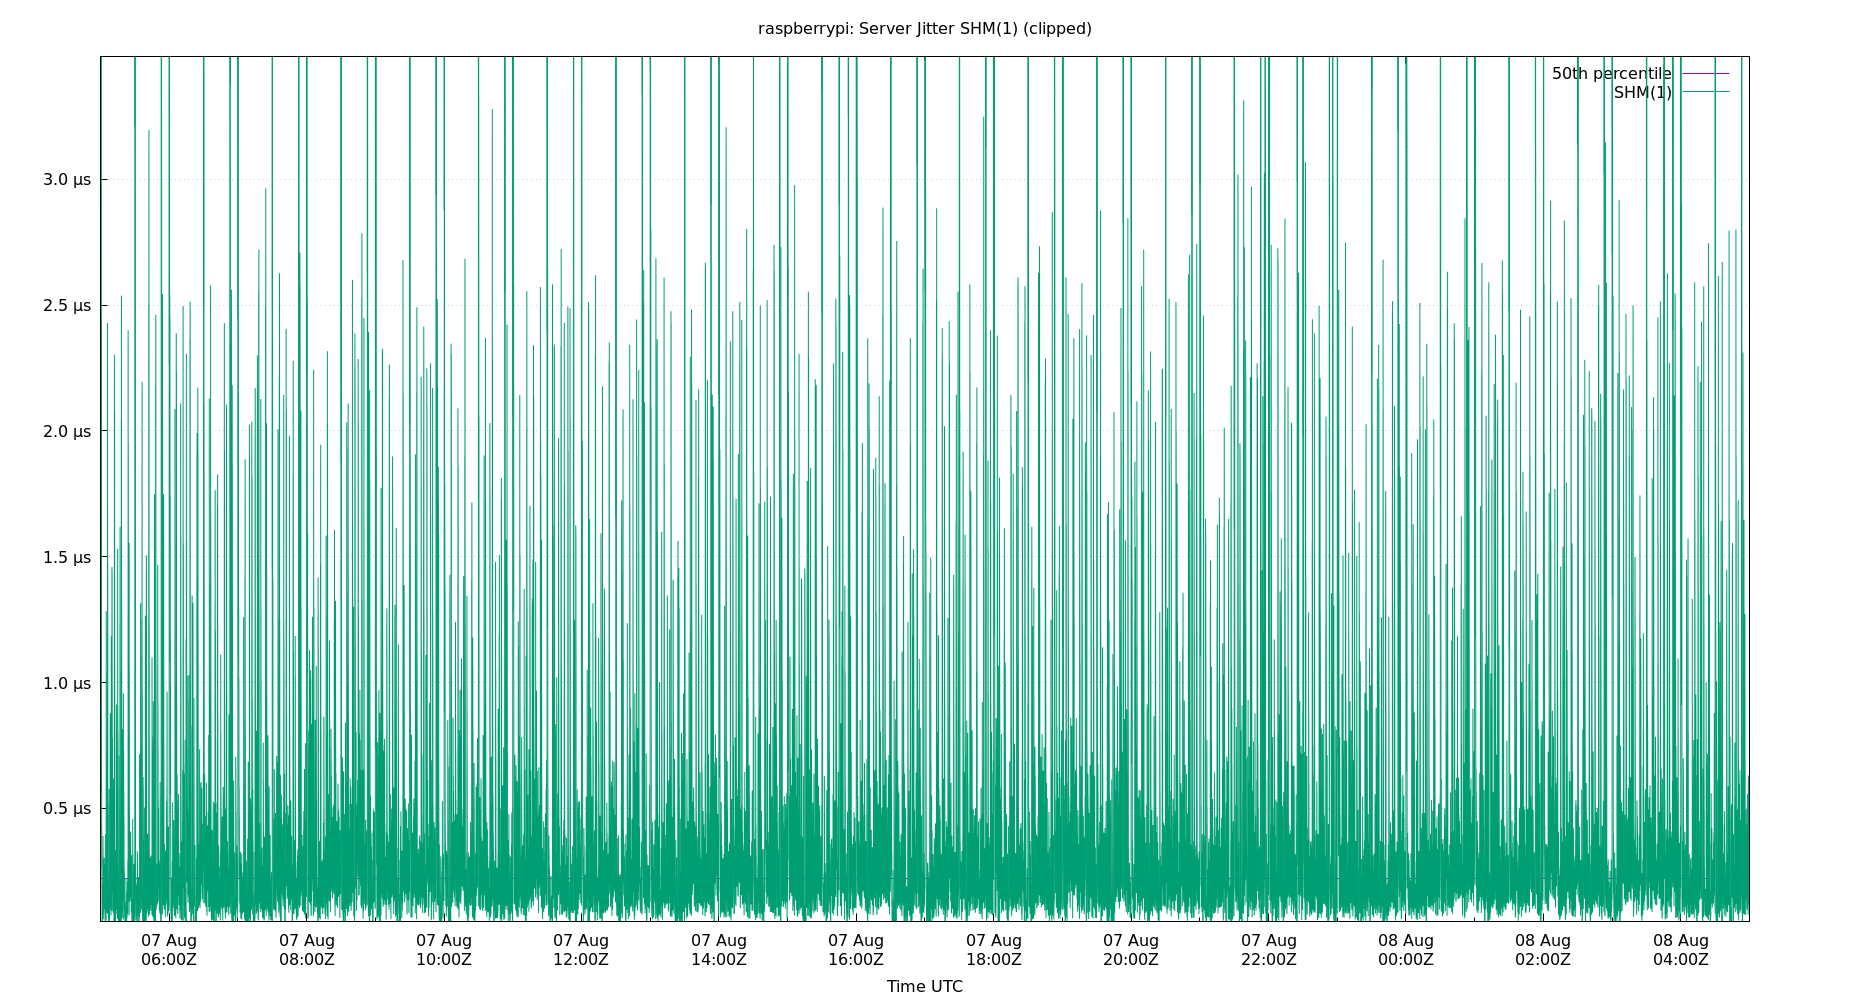 raspberrypi: Server Jitter SHM(1) (clipped)
50th percentile
SHM(1)
3.0 µs
2.5 µs
2.0 µs
1.5 µs
1.0 µs
0.5 µs
07 Aug 07 Aug 07 Aug 07 Aug 07 Aug 07 Aug 07 Aug 07 Aug 07 Aug 08 Aug 08 Aug 08 Aug
06:00Z 08:00Z 10:00Z 12:00Z 14:00Z 16:00Z 18:00Z 20:00Z 22:00Z 00:00Z 02:00Z 04:00Z
Time UTC